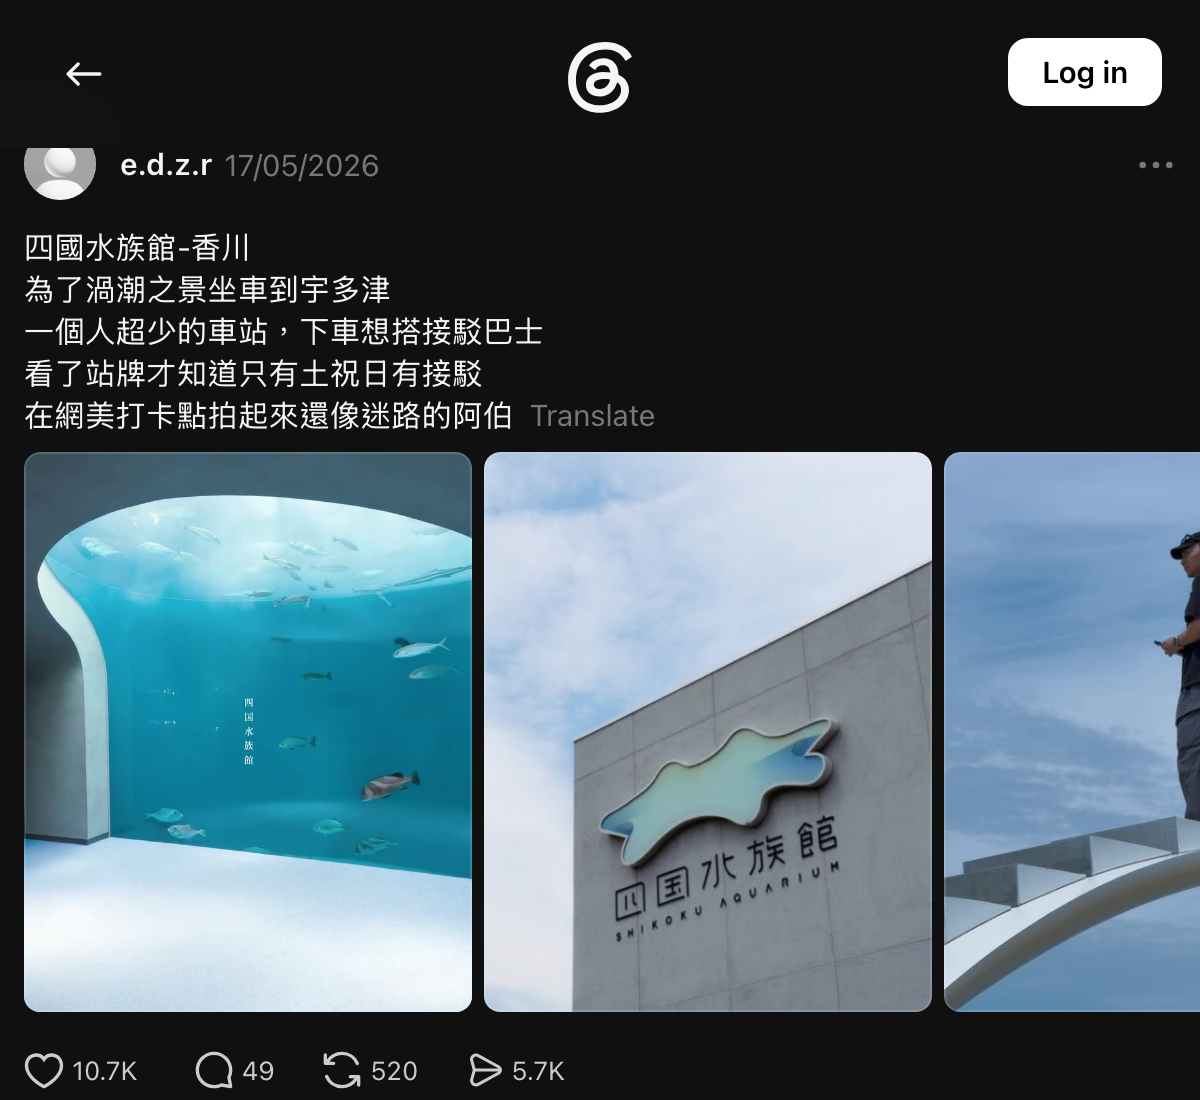 Log in
e.d.z.r 17/05/2026
四國水族館-香川
為了渦潮之景坐車到宇多津
一個人超少的車站，下車想搭接駁巴士
看了站牌才知道只有土祝日有接駁
在網美打卡點拍起來還像迷路的阿伯 Translate
四国水族館
四国水族館
SHIKOKU AQUARIUM
10.7K 49 520 5.7K